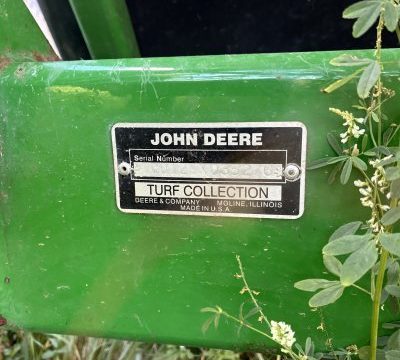 JOHN DEERE
Serial Number
TURF COLLECTION
DEERE & COMPANY MOLINE, ILLINOIS
MADE IN U.S.A.